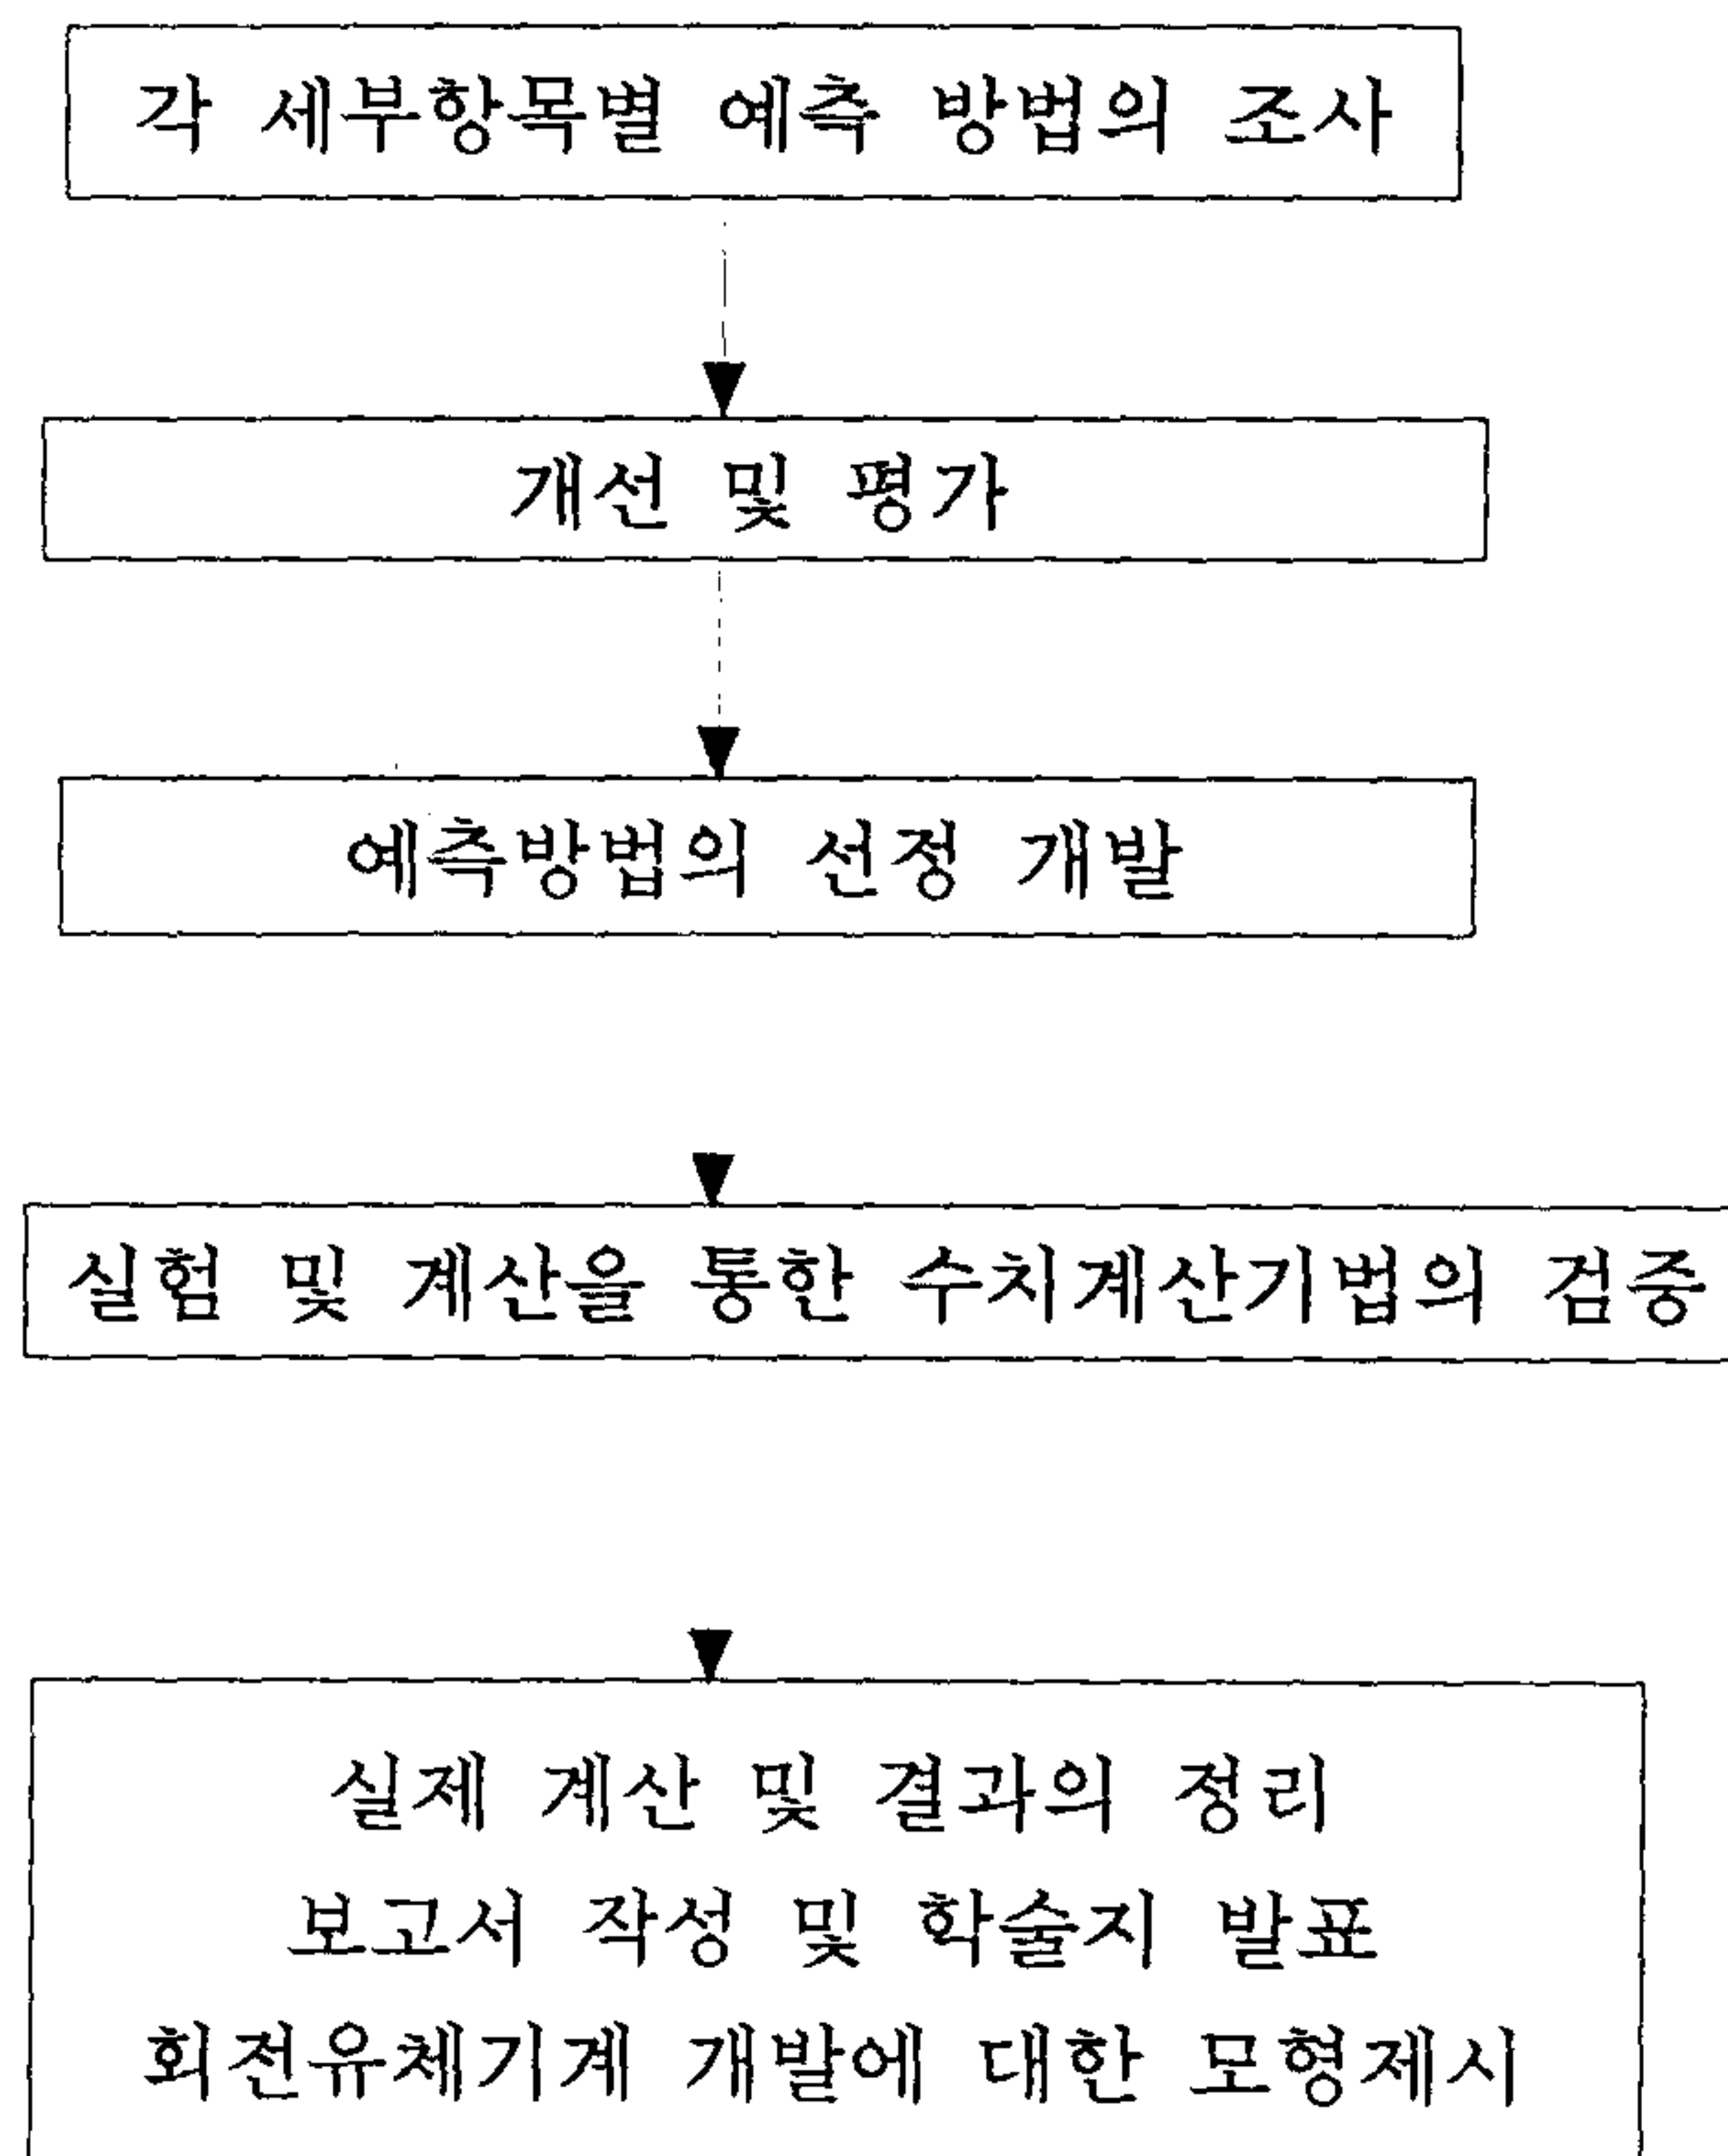 각 세부항목별 예측 방법의 조사
개선 및 평가
예측방법의 선정 개발
실험 및 계산을 통한 수치계산기법의 검증
실제 계산 및 결과의 정리
보고서 작성 및 학술지 발표
회전유체기계 개발에 대한 모형제시